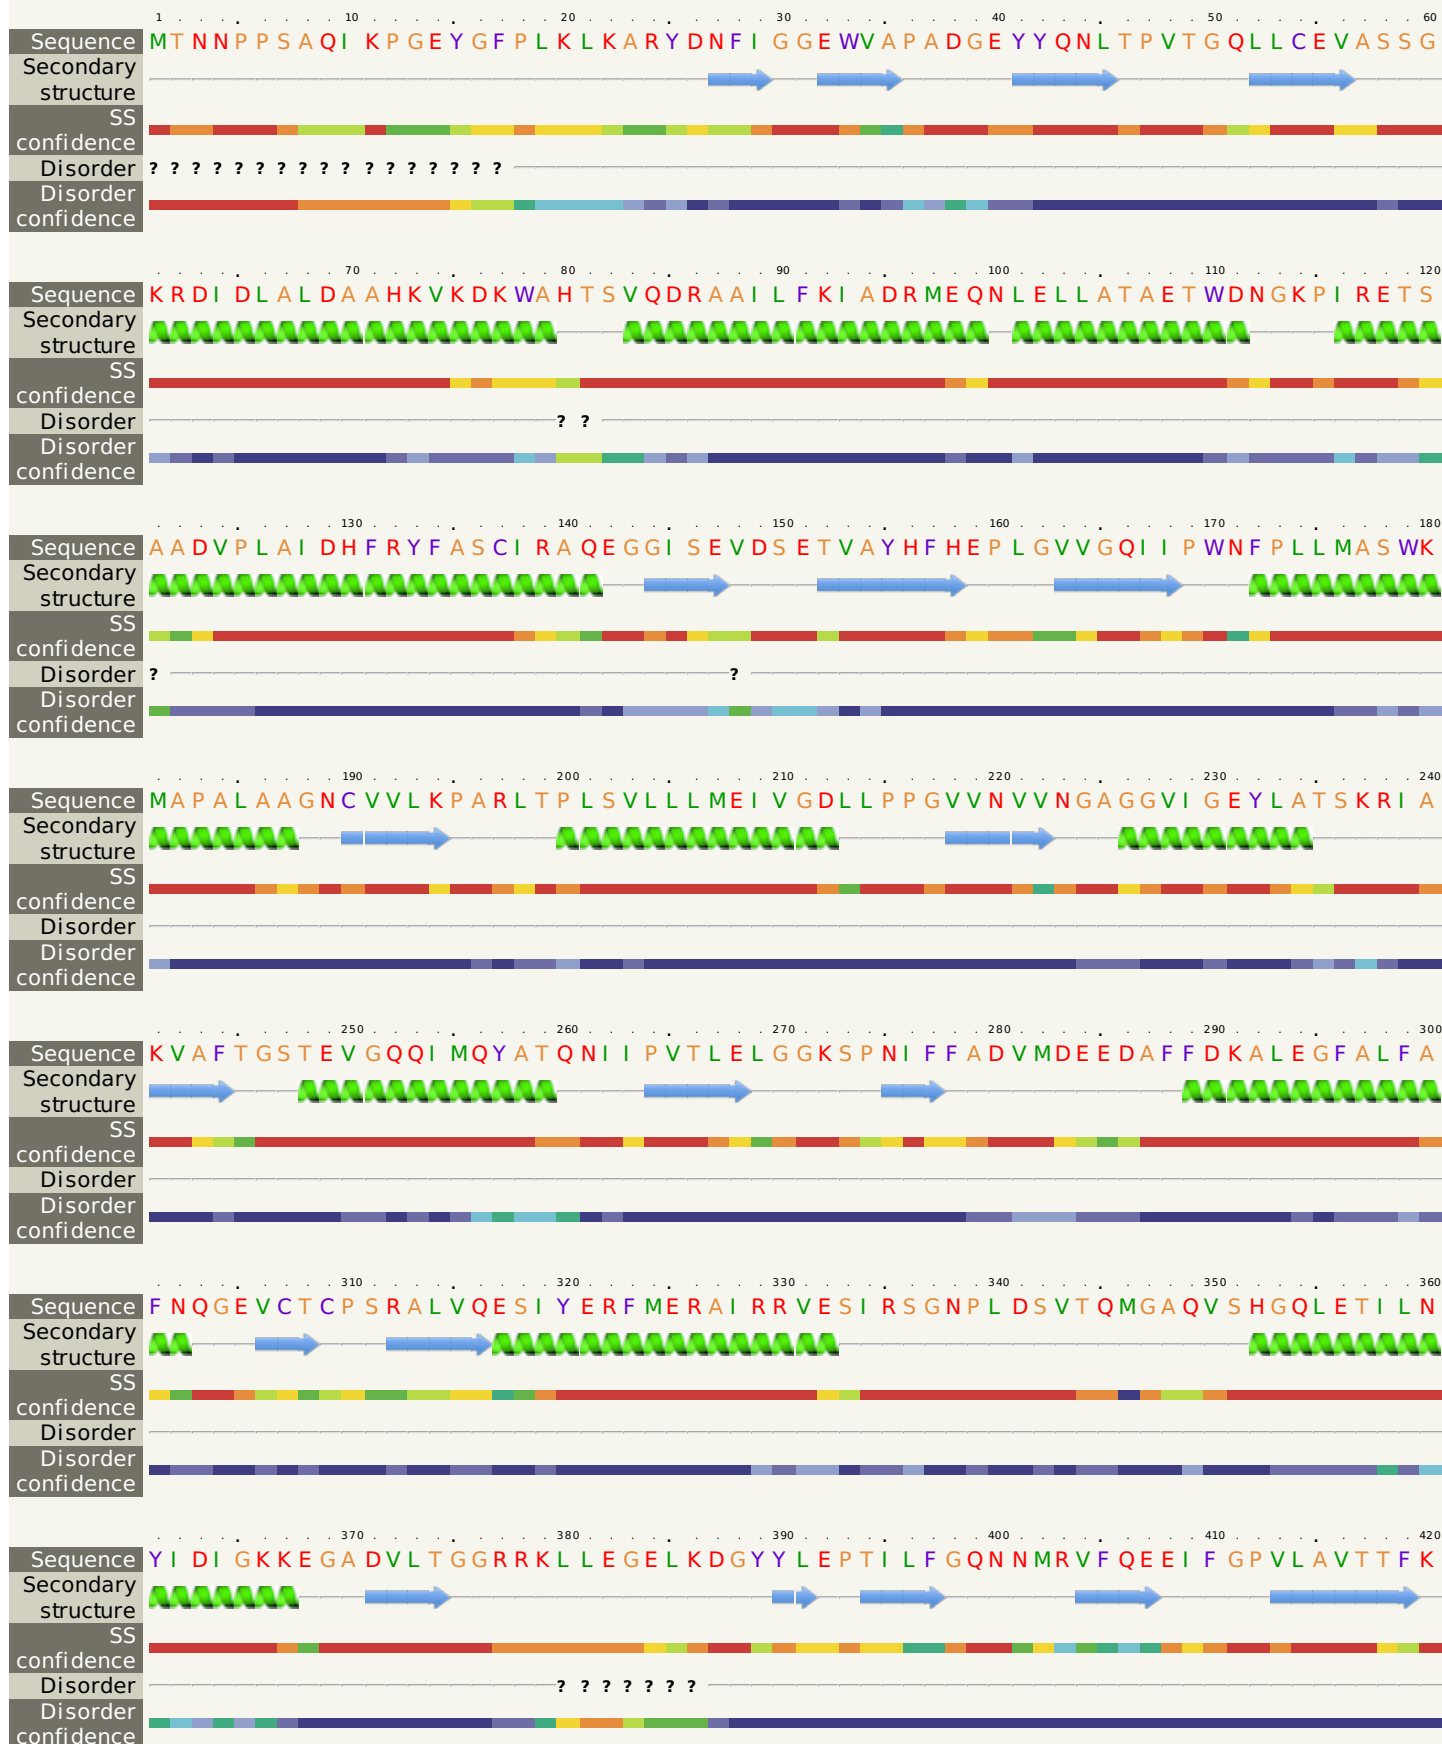 1 . . . . . . . . 10 . . . . . . . . . 20 . . . . . . . . . 30 . . . . . . . . . 40 . . . . . . . . . 50 . . . . . . . . . 60
Sequence MTNNPPSAQIKPGEYGFPLKLKARYDNFIGGEWVAPADGEYYQNLTPVTGQLLCEVASSG
Secondary
structure
SS
confidence
Disorder ? ? ? ? ? ? ? ? ? ? ? ? ? ? ? ? ?
Disorder
confidence
. . . . . . . . . 70 . . . . . . . . . 80 . . . . . . . . . 90 . . . . . . . . . 100 . . . . . . . . . 110 . . . . . . . . . 120
Sequence KRDIDLALDAAHKVKDKWAHTSVQDRAAILFKIADRMEQNLELLATAETWDNGKPIRETS
Secondary
structure
SS
confidence
Disorder ? ?
Disorder
confidence
. . . . . . . . . 130 . . . . . . . . . 140 . . . . . . . . . 150 . . . . . . . . . 160 . . . . . . . . . 170 . . . . . . . . . 180
Sequence AADVPLAIDHFRYFASCIRAQEGGISEVDSETVAYHFHEPLGVVGQIIPWNFPLLMASWK
Secondary
structure
SS
confidence
Disorder ? ?
Disorder
confidence
. . . . . . . . . 190 . . . . . . . . . 200 . . . . . . . . . 210 . . . . . . . . . 220 . . . . . . . . . 230 . . . . . . . . . 240
Sequence MAPALAAGNCVVLKPARLTPLSVLLLMEIVGDLLPPGVVNVVNGAGGVIGEYLATSKRIA
Secondary
structure
SS
confidence
Disorder
Disorder
confidence
. . . . . . . . . 250 . . . . . . . . . 260 . . . . . . . . . 270 . . . . . . . . . 280 . . . . . . . . . 290 . . . . . . . . . 300
Sequence KVAFTGSTEVGQQIMQYATQNIIPVTLELGGKSPNIFFADVMDEEDAFFDKALEGFALFA
Secondary
structure
SS
confidence
Disorder
Disorder
confidence
. . . . . . . . . 310 . . . . . . . . . 320 . . . . . . . . . 330 . . . . . . . . . 340 . . . . . . . . . 350 . . . . . . . . . 360
Sequence FNQGEVCTCPSRALVQESIYERFMERAIRRVESIRSGNPLDSVTQMGAQVSHGQLETILN
Secondary
structure
SS
confidence
Disorder
Disorder
confidence
. . . . . . . . . 370 . . . . . . . . . 380 . . . . . . . . . 390 . . . . . . . . . 400 . . . . . . . . . 410 . . . . . . . . . 420
Sequence YIDIGKKEGADVLTGGRRKLLEGELKDGYYLEPTILFGQNNMRVFQEEIFGPVLAVTTFK
Secondary
structure
SS
confidence
Disorder ? ? ? ? ? ? ?
Disorder
confidence